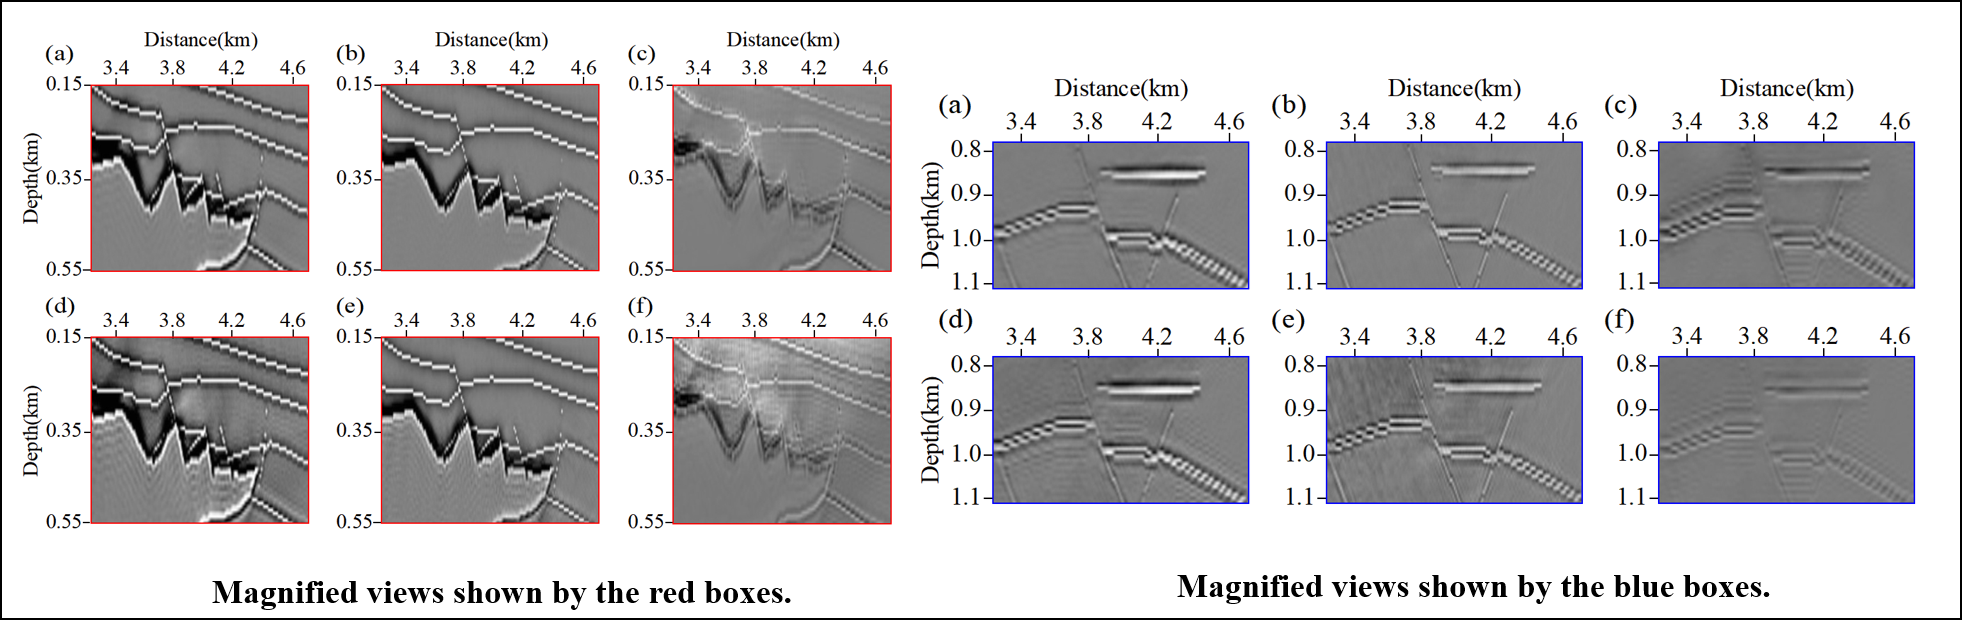 Distance(km) Distance(km) Distance(km)
(a) (b) (c)
3.4 3.8 4.2 4.6 3.4 3.8 4.2 4.6 3.4 3.8 4.2 4.6
0.15 0.15 0.15
Depth(km)
0.35 0.35 0.35
0.55 0.55 0.55
(d) (e) (f)
3.4 3.8 4.2 4.6 3.4 3.8 4.2 4.6 3.4 3.8 4.2 4.6
0.15 0.15 0.15
Depth(km)
0.35 0.35 0.35
0.55 0.55 0.55
Magnified views shown by the red boxes.
Distance(km) Distance(km) Distance(km)
(a) (b) (c)
3.4 3.8 4.2 4.6 3.4 3.8 4.2 4.6 3.4 3.8 4.2 4.6
0.8 0.8 0.8
0.9 0.9 0.9
Depth(km)
1.0 1.0 1.0
1.1 1.1 1.1
(d) (e) (f)
3.4 3.8 4.2 4.6 3.4 3.8 4.2 4.6 3.4 3.8 4.2 4.6
0.8 0.8 0.8
0.9 0.9 0.9
Depth(km)
1.0 1.0 1.0
1.1 1.1 1.1
Magnified views shown by the blue boxes.